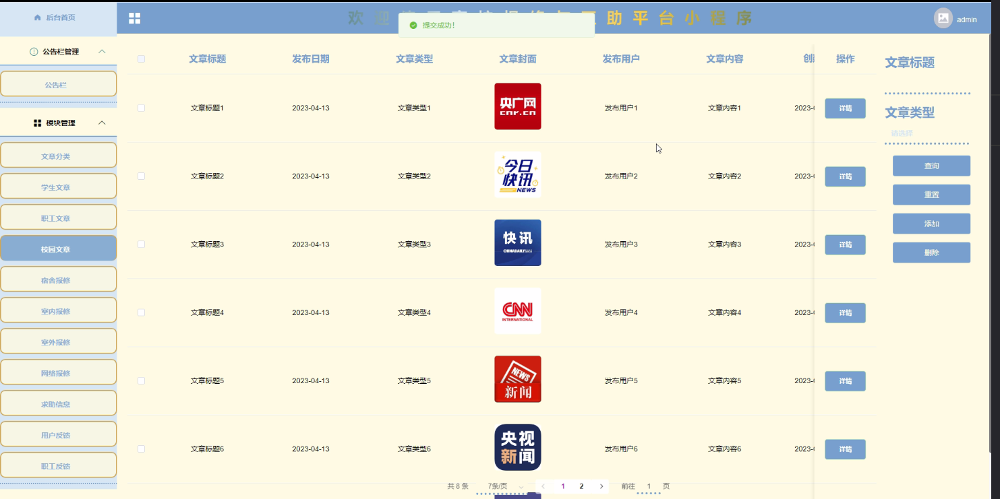 后台首页
欢迎
助平台小程序
提交成功!
admin
公告栏管理
公告栏
模块管理
文章分类
学生文章
职工文章
校园文章
宿舍报修
室内报修
室外报修
网络报修
求助信息
用户反馈
职工反馈
文章标题 发布日期 文章类型 文章封面 发布用户 文章内容 操作
文章标题1 2023-04-13 文章类型1 央广网 cnr.cn 发布用户1 文章内容1 2023- 详情
文章标题2 2023-04-13 文章类型2 今日快讯 NEWS 发布用户2 文章内容2 2023- 详情
文章标题3 2023-04-13 文章类型3 快讯 CHINADAILY 发布用户3 文章内容3 2023- 详情
文章标题4 2023-04-13 文章类型4 CNN INTERNATIONAL 发布用户4 文章内容4 2023- 详情
文章标题5 2023-04-13 文章类型5 NEWS 新闻 发布用户5 文章内容5 2023- 详情
文章标题6 2023-04-13 文章类型6 央视新闻 发布用户6 文章内容6 2023- 详情
共 8 条 7条/页 1 2 前往 1 页
文章标题
文章类型
请选择
查询
重置
添加
删除